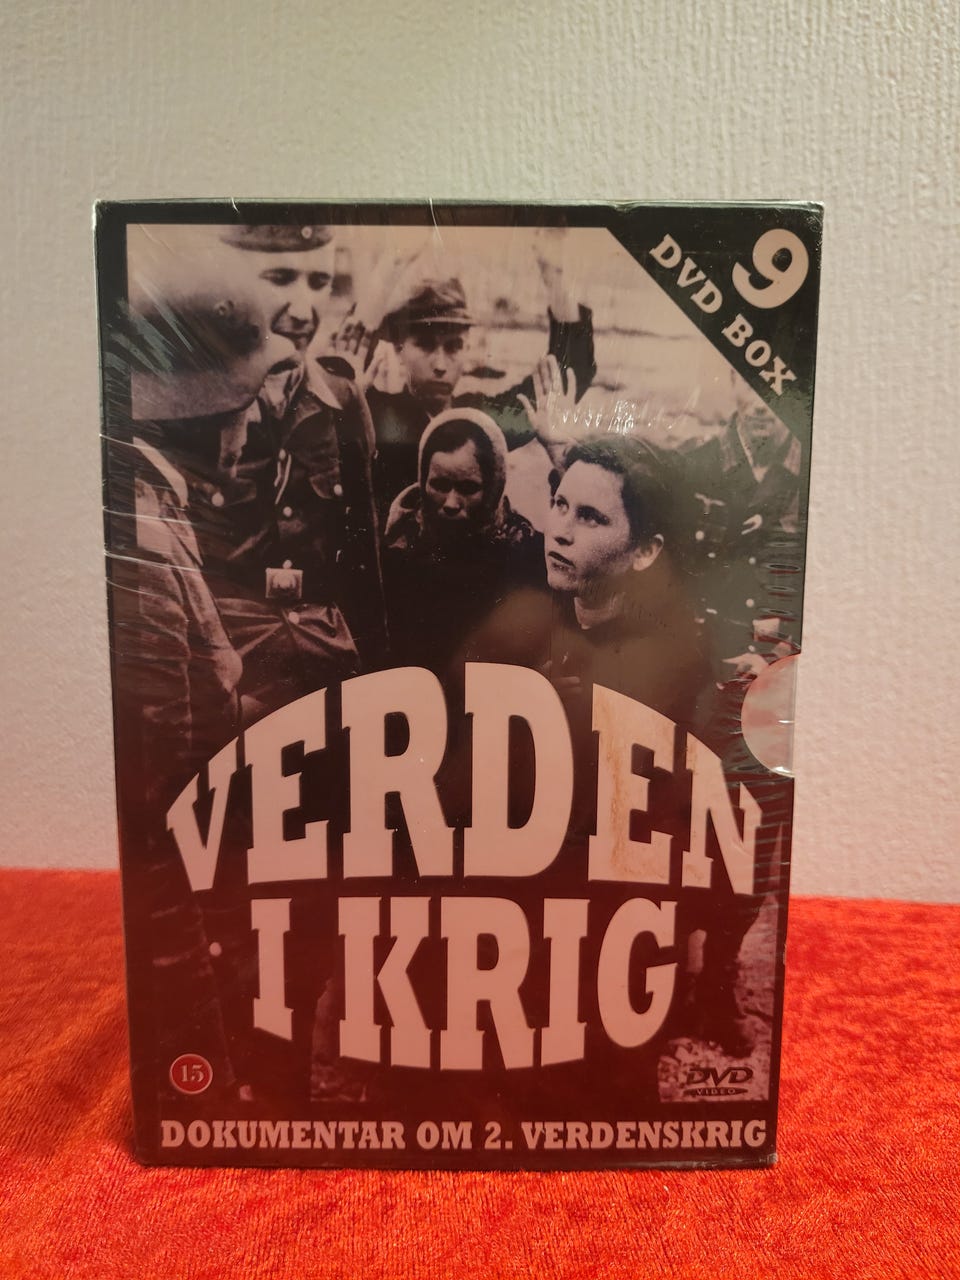 9
DVD BOX
VERDEN
I KRIG
15
DVD
VIDEO
DOKUMENTAR OM 2. VERDENSKRIG